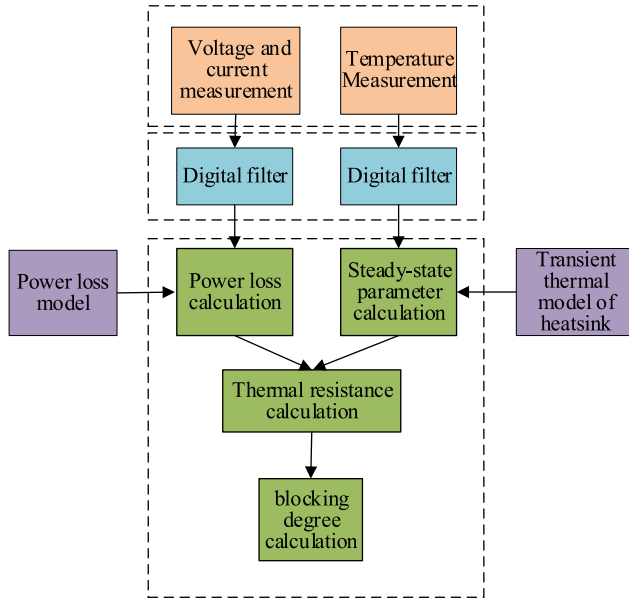 Voltage and
current
measurement
Temperature
Measurement
Digital filter
Digital filter
Power loss
model
Power loss
calculation
Steady-state
parameter
calculation
Transient
thermal
model of
heatsink
Thermal resistance
calculation
blocking
degree
calculation